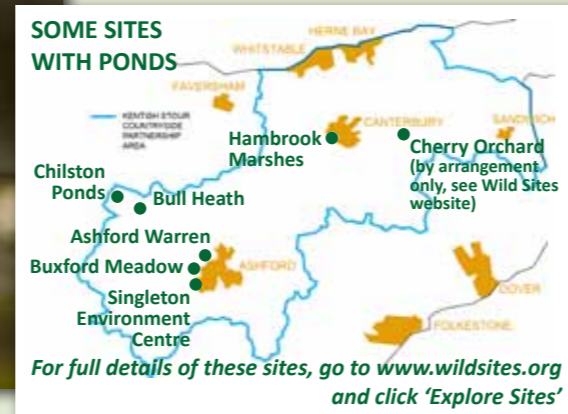 SOME SITES
WITH PONDS
HERNE BAY
WHITSTABLE
FAVERSHAM
KENTISH STOUR
COUNTRYSIDE
PARTNERSHIP
AREA
CANTERBURY
SANDWICH
Hambrook
Marshes
Cherry Orchard
(by arrangement
only, see Wild Sites
website)
Chilston
Ponds
Bull Heath
Ashford Warren
Buxford Meadow
ASHFORD
Singleton
Environment
Centre
DOVER
FOLKESTONE
For full details of these sites, go to www.wildsites.org
and click ‘Explore Sites’